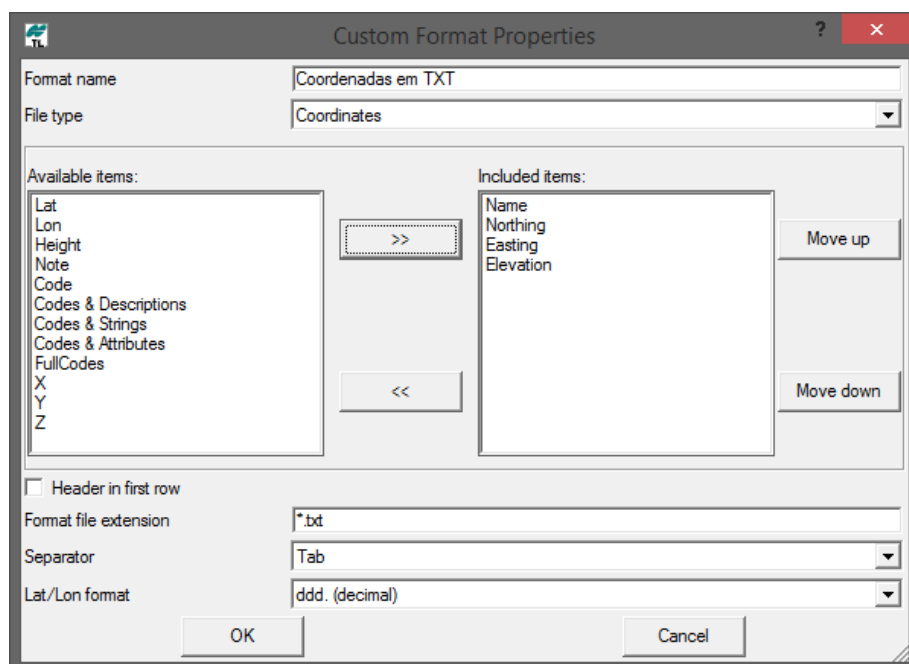 TL
Custom Format Properties
?
×
Format name
Coordenadas em TXT
File type
Coordinates
Available items:
Lat
Lon
Height
Note
Code
Codes & Descriptions
Codes & Strings
Codes & Attributes
FullCodes
X
Y
Z
>>
<<
Included items:
Name
Northing
Easting
Elevation
Move up
Move down
Header in first row
Format file extension
*.txt
Separator
Tab
Lat/Lon format
ddd. (decimal)
OK
Cancel